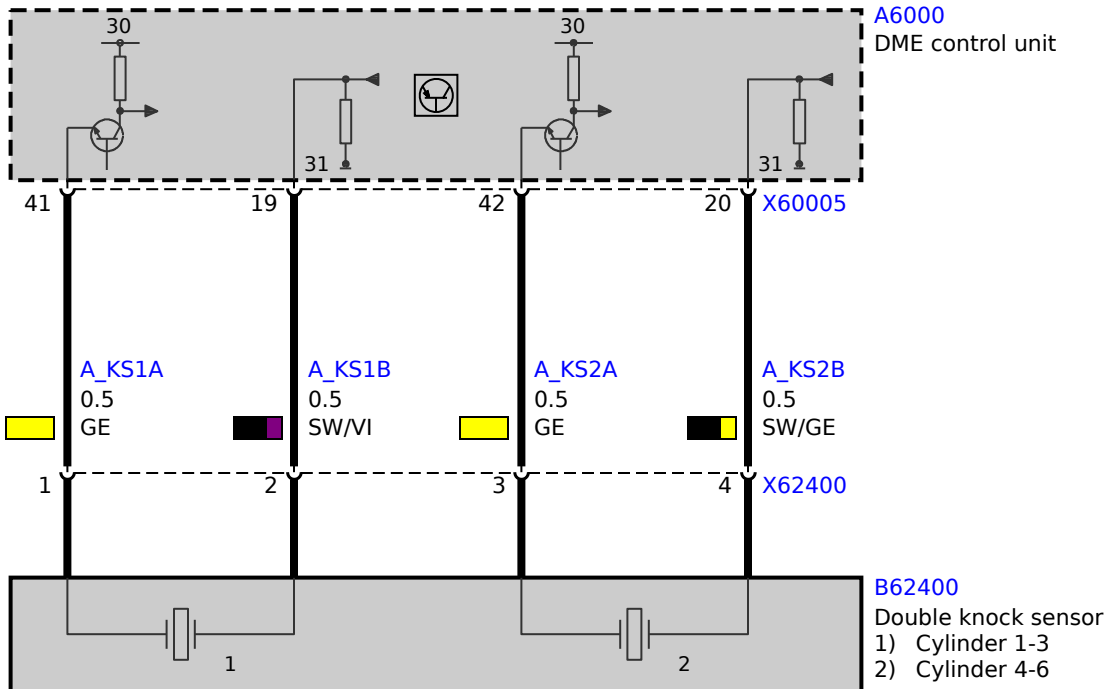 30
30
A6000
DME control unit
31
31
41
19
42
20
X60005
A_KS1A
A_KS1B
A_KS2A
A_KS2B
0.5
0.5
0.5
0.5
GE
SW/VI
GE
SW/GE
1
2
3
4
X62400
B62400
Double knock sensor
1) Cylinder 1-3
2) Cylinder 4-6
1
2